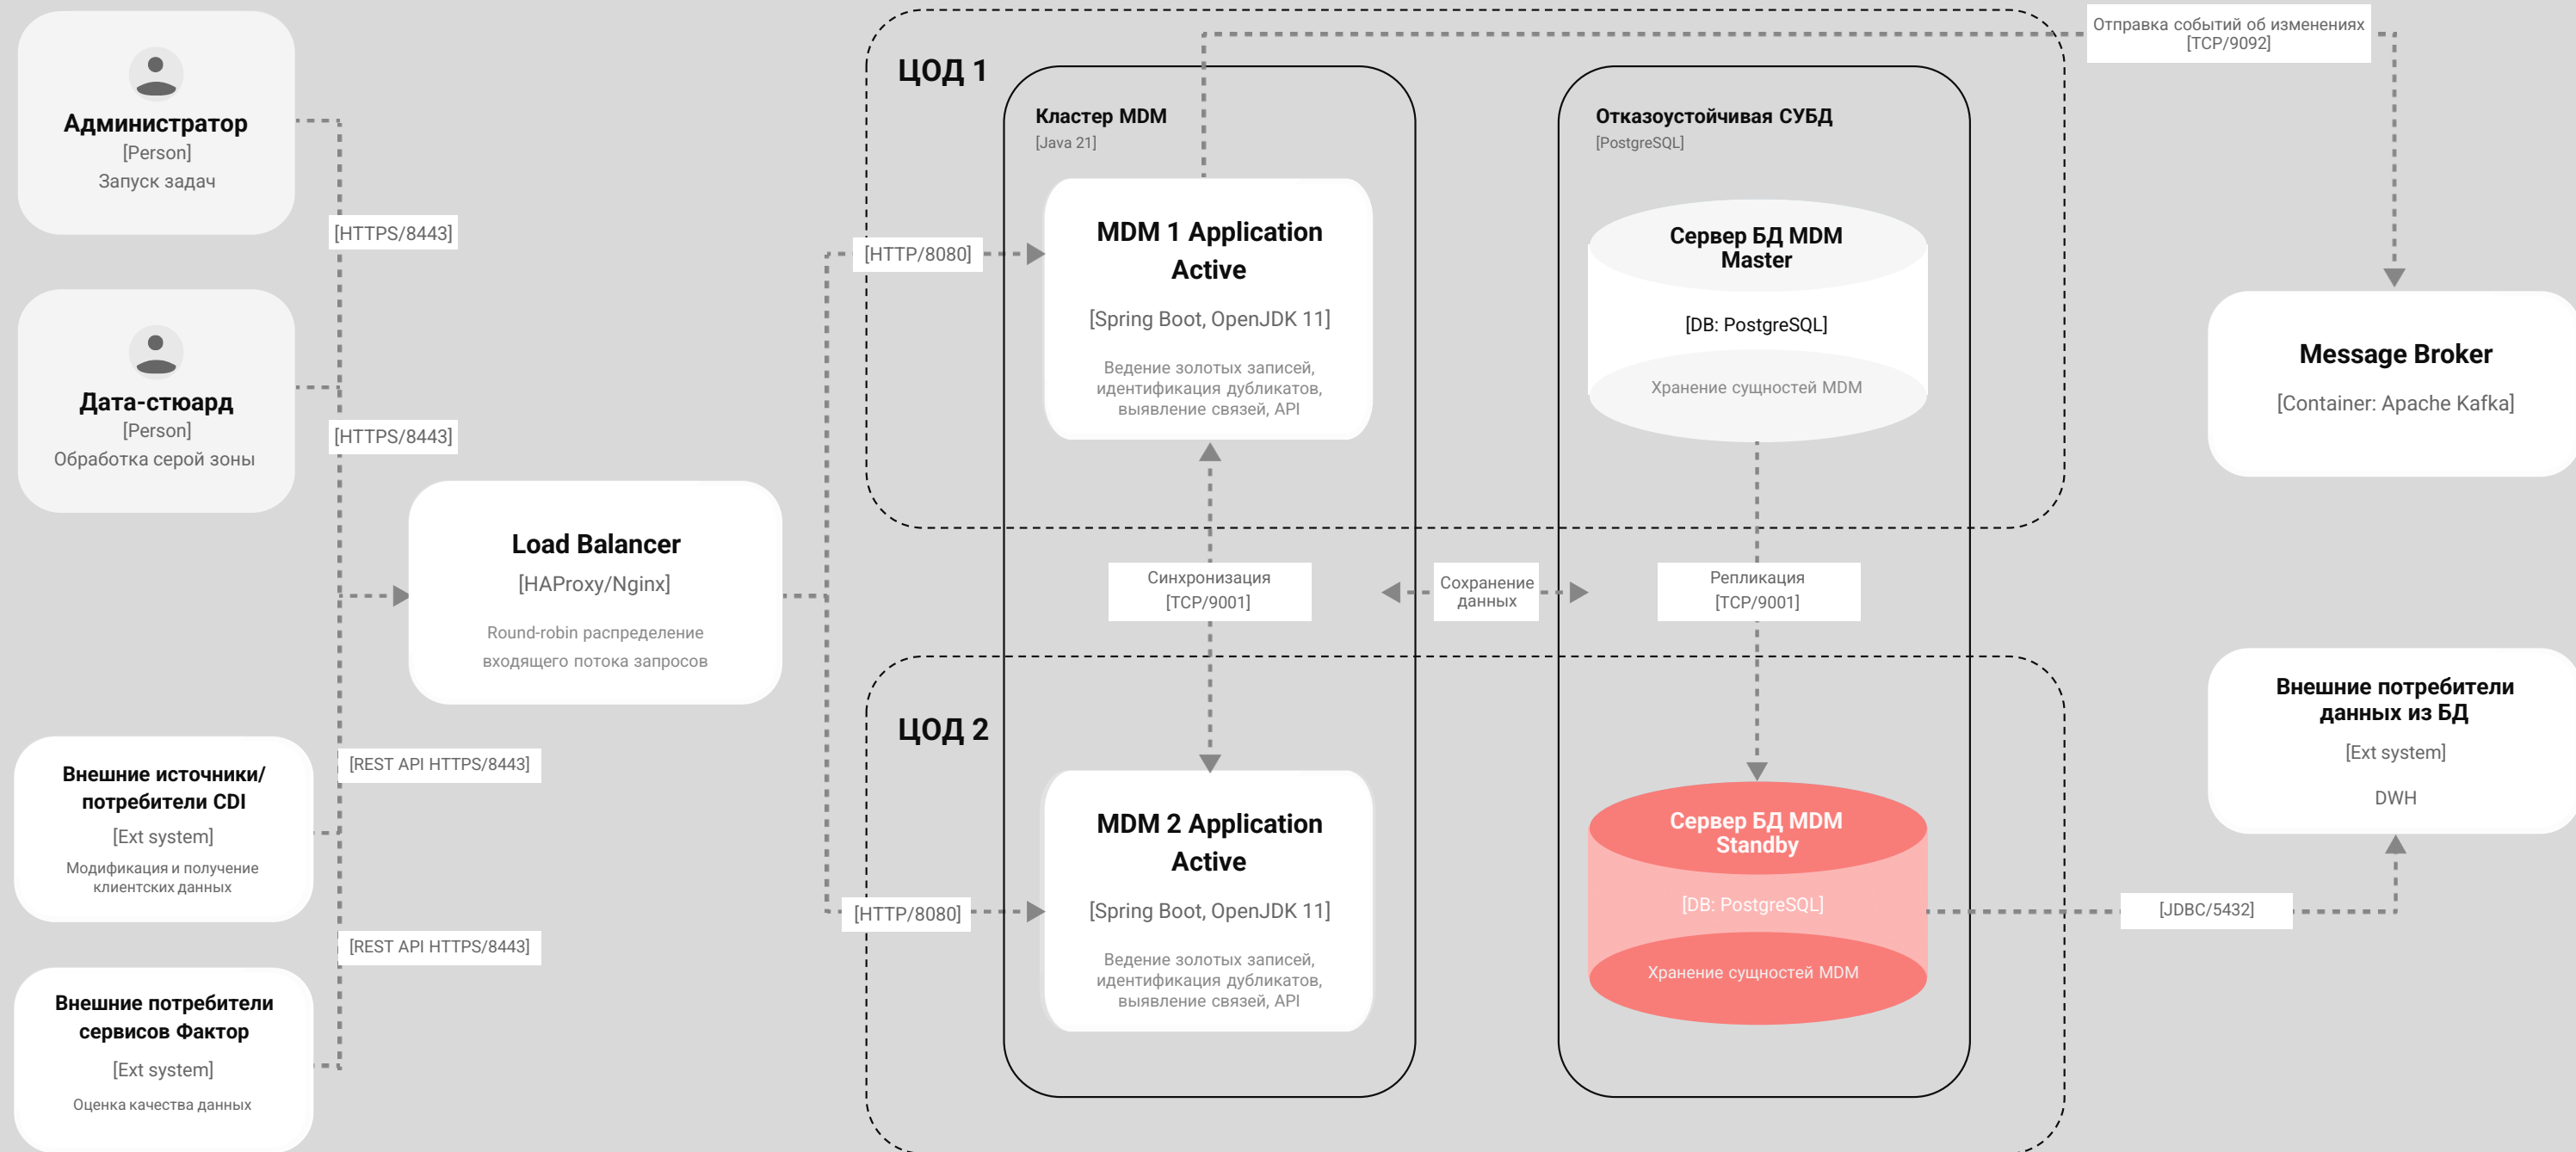 Администратор
[Person]
Запуск задач
[HTTPS/8443]
Дата-стюард
[Person]
Обработка серой зоны
[HTTPS/8443]
Load Balancer
[HAProxy/Nginx]
Round-robin распределение
входящего потока запросов
Внешние источники/
потребители CDI
[Ext system]
Модификация и получение
клиентских данных
[REST API HTTPS/8443]
[REST API HTTPS/8443]
Внешние потребители
сервисов Фактор
[Ext system]
Оценка качества данных
ЦОД 1
Кластер MDM
[Java 21]
[HTTP/8080]
MDM 1 Application
Active
[Spring Boot, OpenJDK 11]
Ведение золотых записей,
идентификация дубликатов,
выявление связей, API
Отказоустойчивая СУБД
[PostgreSQL]
Сервер БД MDM
Master
[DB: PostgreSQL]
Хранение сущностей MDM
Отправка событий об изменениях
[TCP/9092]
Message Broker
[Container: Apache Kafka]
Синхронизация
[TCP/9001]
Сохранение
данных
Репликация
[TCP/9001]
ЦОД 2
[HTTP/8080]
MDM 2 Application
Active
[Spring Boot, OpenJDK 11]
Ведение золотых записей,
идентификация дубликатов,
выявление связей, API
Сервер БД MDM
Standby
[DB: PostgreSQL]
Хранение сущностей MDM
[JDBC/5432]
Внешние потребители
данных из БД
[Ext system]
DWH